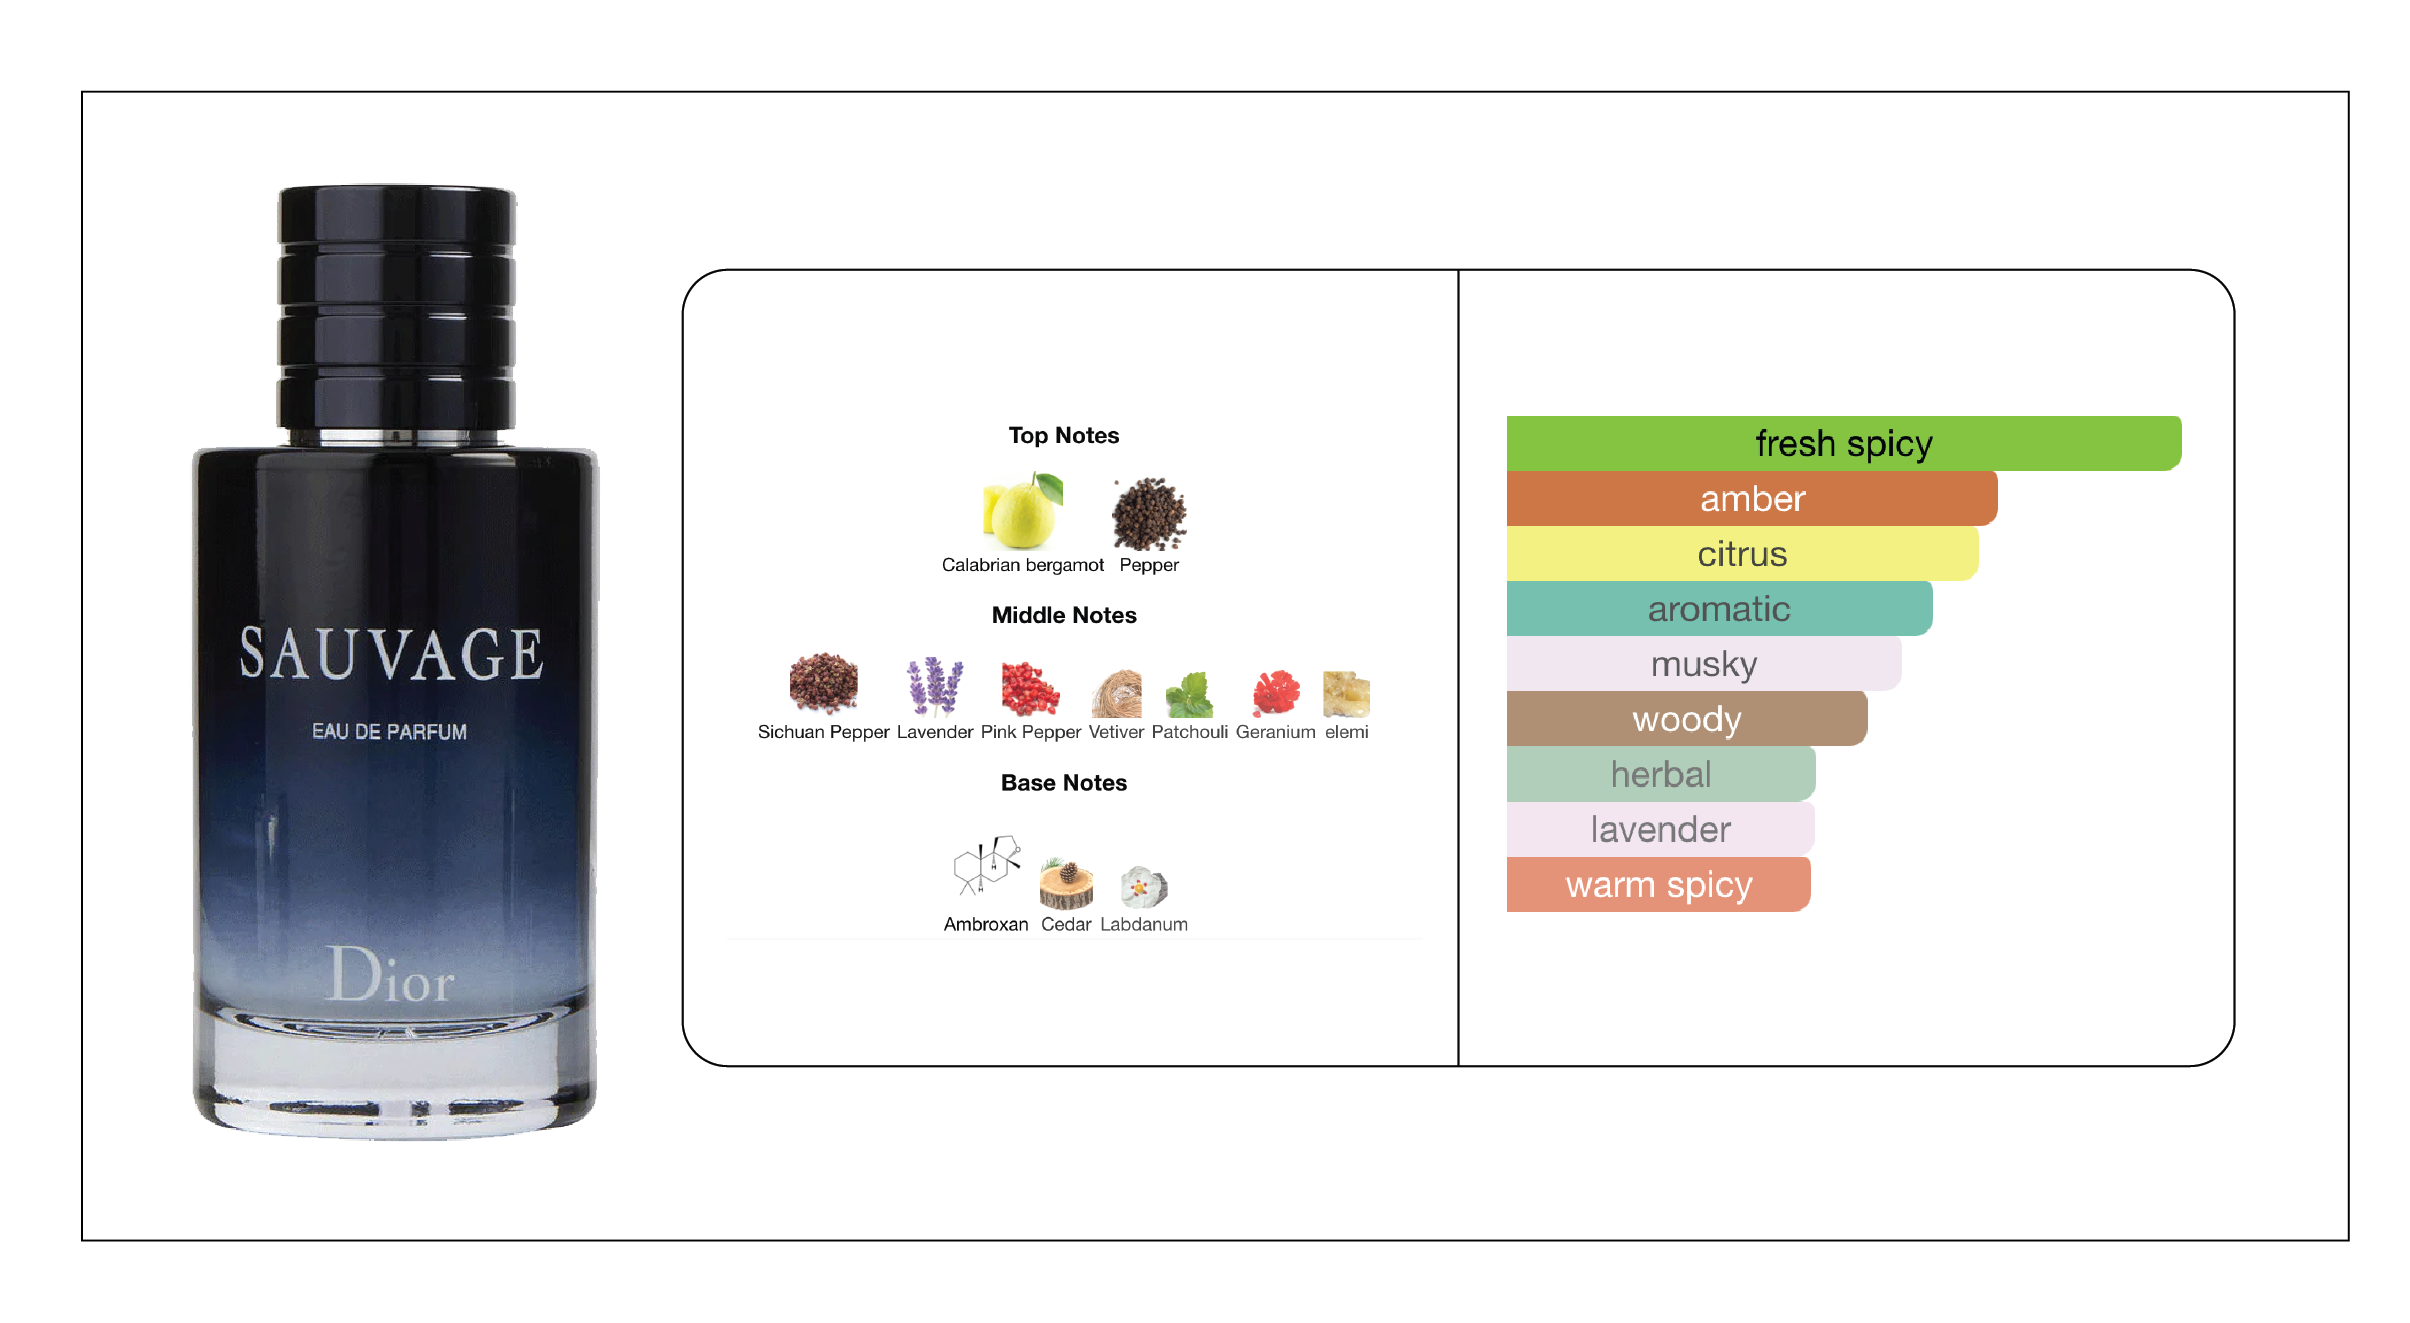 SAUVAGE
EAU DE PARFUM
Dior
Top Notes
Calabrian bergamot Pepper
Middle Notes
Sichuan Pepper Lavender Pink Pepper Vetiver Patchouli Geranium elemi
Base Notes
Ambroxan Cedar Labdanum
fresh spicy
amber
citrus
aromatic
musky
woody
herbal
lavender
warm spicy